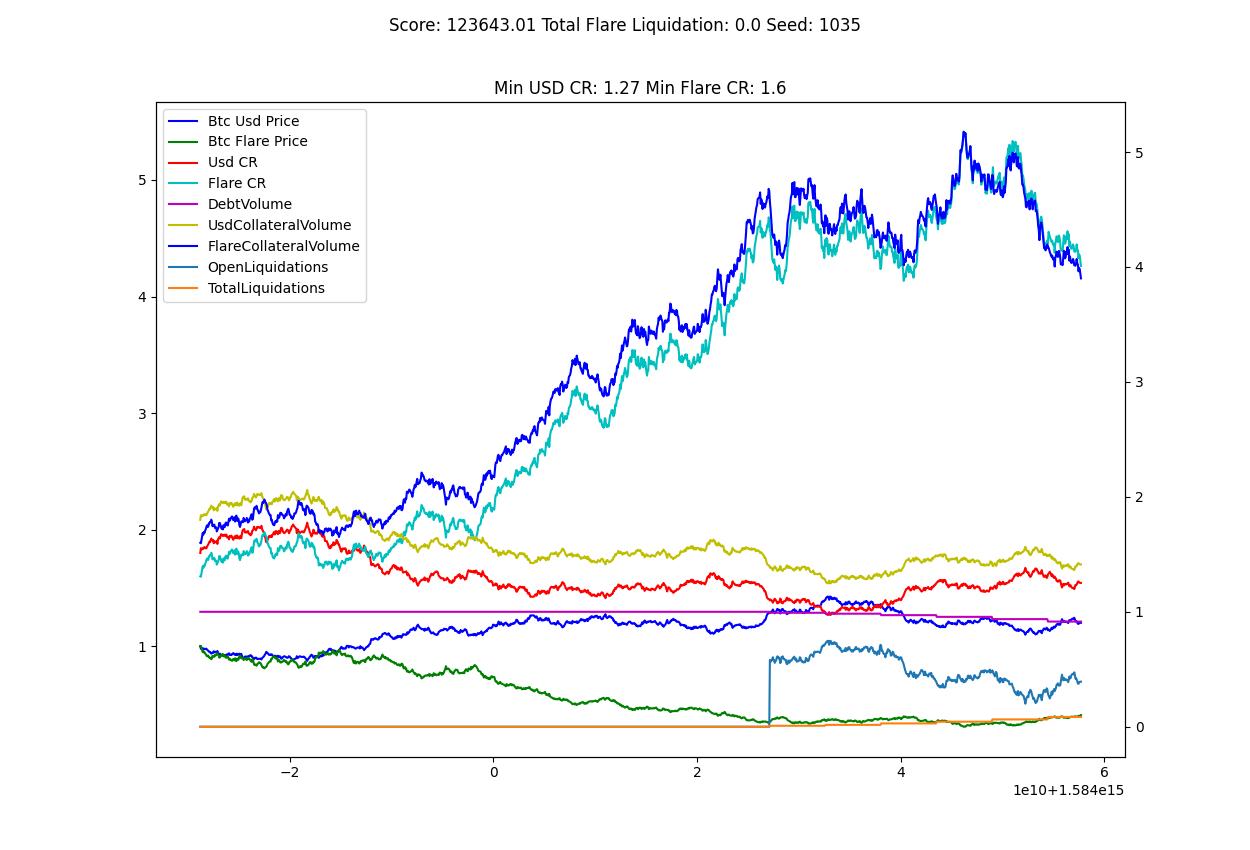 Score: 123643.01 Total Flare Liquidation: 0.0 Seed: 1035
Min USD CR: 1.27 Min Flare CR: 1.6
Btc Usd Price
Btc Flare Price
Usd CR
Flare CR
DebtVolume
UsdCollateralVolume
FlareCollateralVolume
OpenLiquidations
TotalLiquidations
5
4
3
2
1
5
4
3
2
1
0
−2
0
2
4
6
1e10+1.584e15